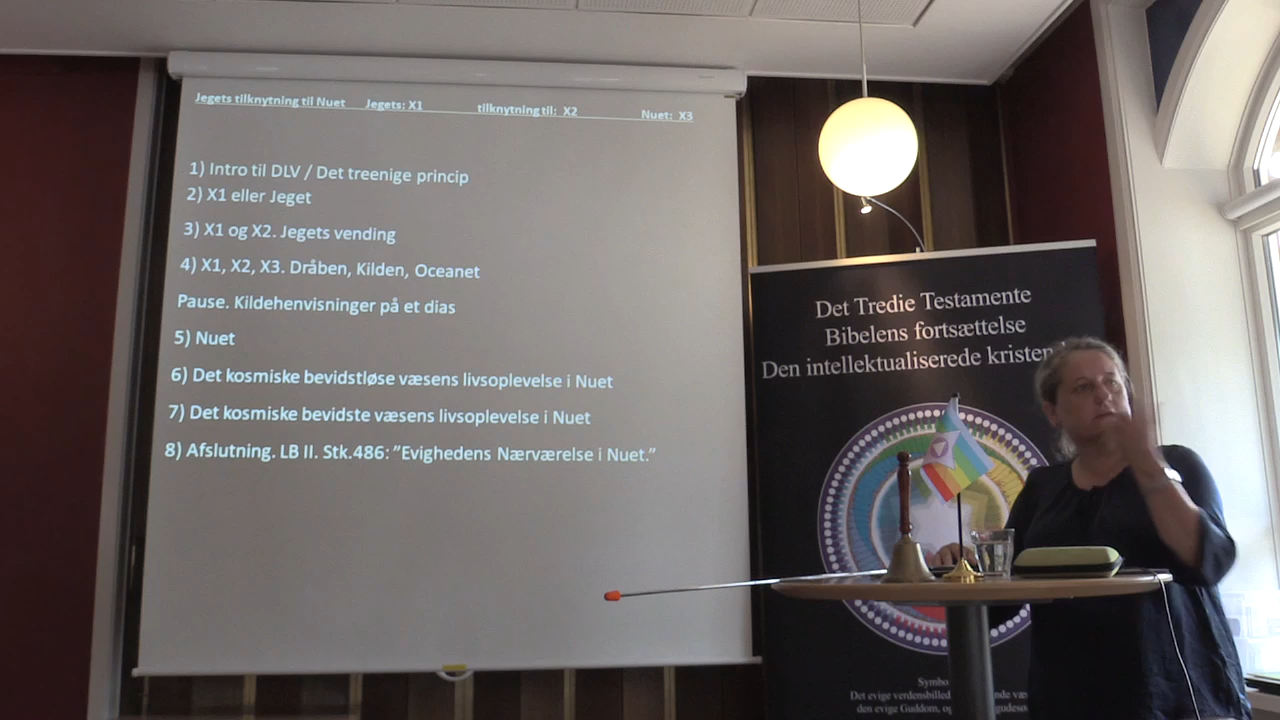 Jegets tilknytning til Nuet Jegets: X1 tilknytning til: X2 Nuet: X3
1) Intro til DLV / Det treenige princip
2) X1 eller Jeget
3) X1 og X2. Jegets vending
4) X1, X2, X3. Dråben, Kilden, Oceanet
Pause. Kildehenvisninger på et dias
5) Nuet
6) Det kosmiske bevidstløse væsens livsoplevelse i Nuet
7) Det kosmiske bevidste væsens livsoplevelse i Nuet
8) Afslutning. LB II. Stk.486: ”Evighedens Nærværelse i Nuet.”
Det Tredie Testamente
Bibelens fortsættelse
Den intellektualiserede kristen
Symbo
Det evige verdensbilled
den evige Guddom, og